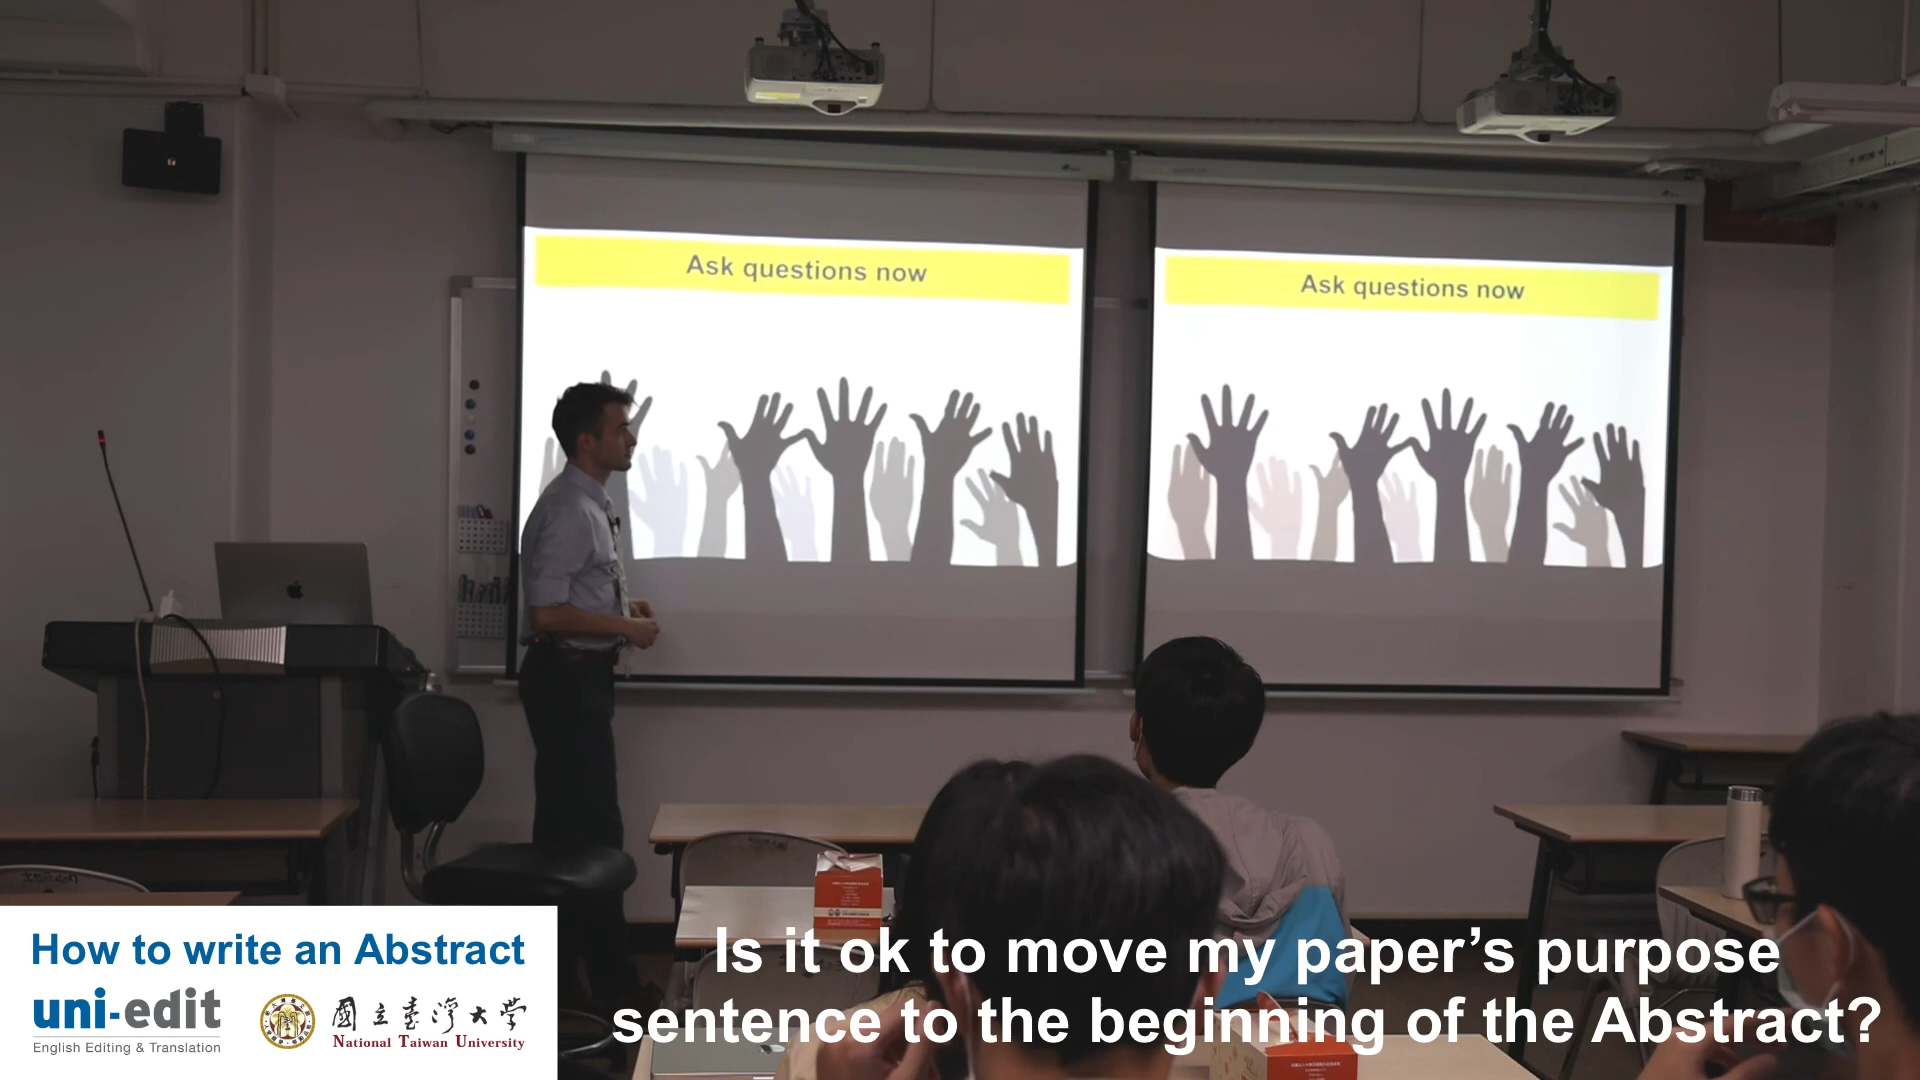 Ask questions now
Ask questions now
How to write an Abstract
uni-edit
English Editing & Translation
國立臺灣大學
National Taiwan University
Is it ok to move my paper’s purpose
sentence to the beginning of the Abstract?